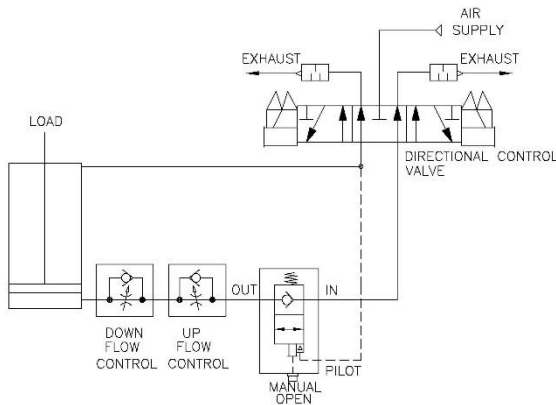 AIR
SUPPLY
EXHAUST
EXHAUST
LOAD
DIRECTIONAL CONTROL
VALVE
OUT
IN
DOWN
FLOW
CONTROL
UP
FLOW
CONTROL
PILOT
MANUAL
OPEN